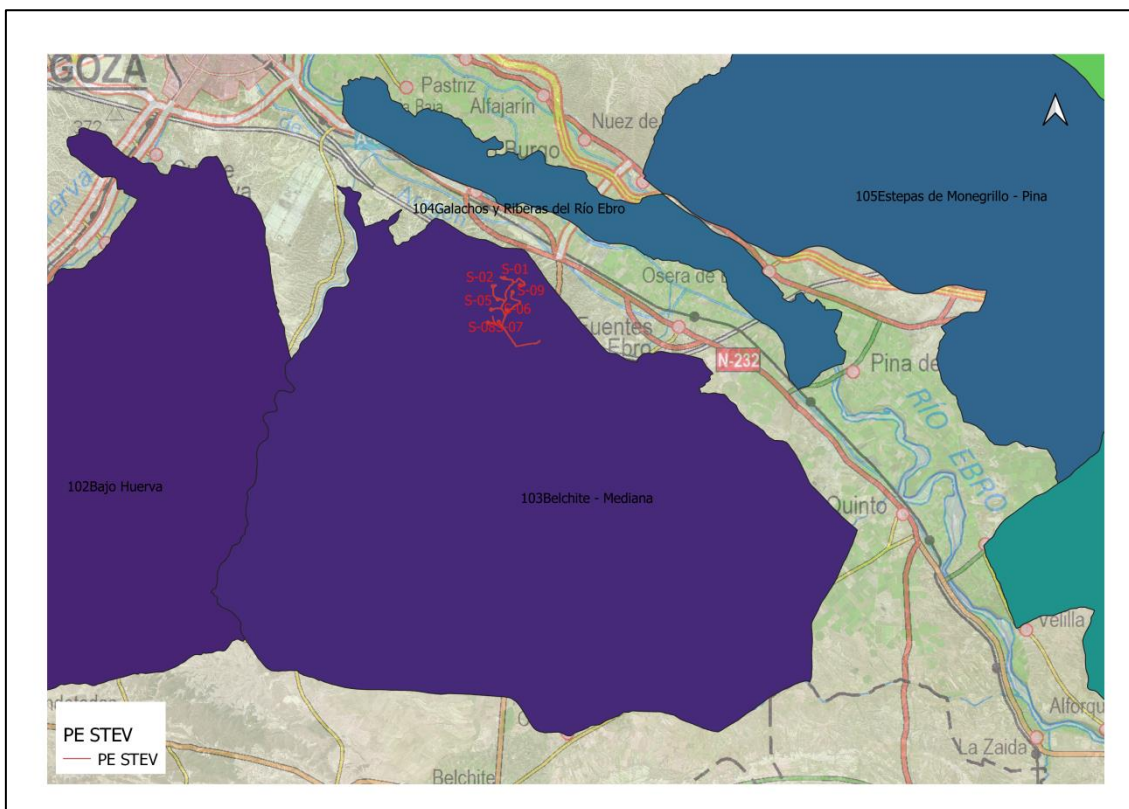 GOZA
Pastriz
Alfajarín
Nuez de
372
Burgo
105Estepas de Monegrillo - Pina
104Galachos y Riberas del Río Ebro
S-01
S-02
S-09
Osera de
S-05
S-06
S-07
Fuentes
Ebro
N-232
Pina de
RÍO EBRO
102Bajo Huerva
103Belchite - Mediana
Quinto
Velilla
PE STEV
PE STEV
Alforqu
La Zaida
Belchite